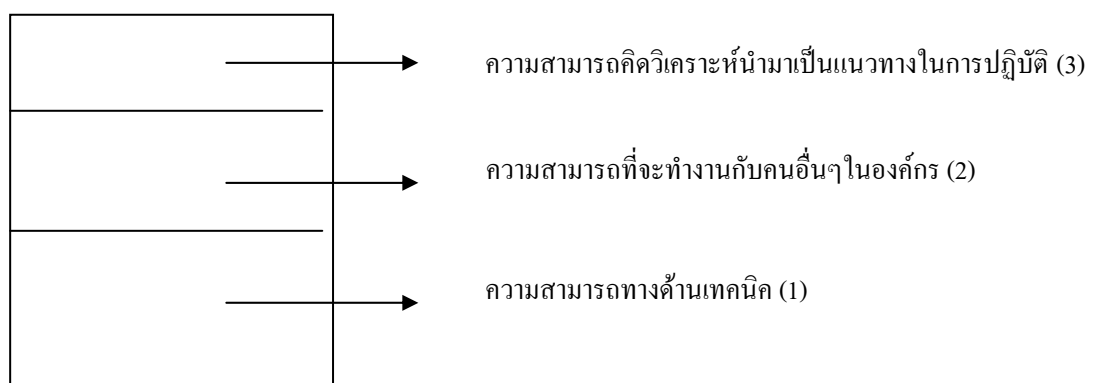 ความสามารถคิดวิเคราะห์นำมาเป็นแนวทางในการปฏิบัติ (3)
ความสามารถที่จะทำงานกับคนอื่นๆในองค์กร (2)
ความสามารถทางด้านเทคนิค (1)